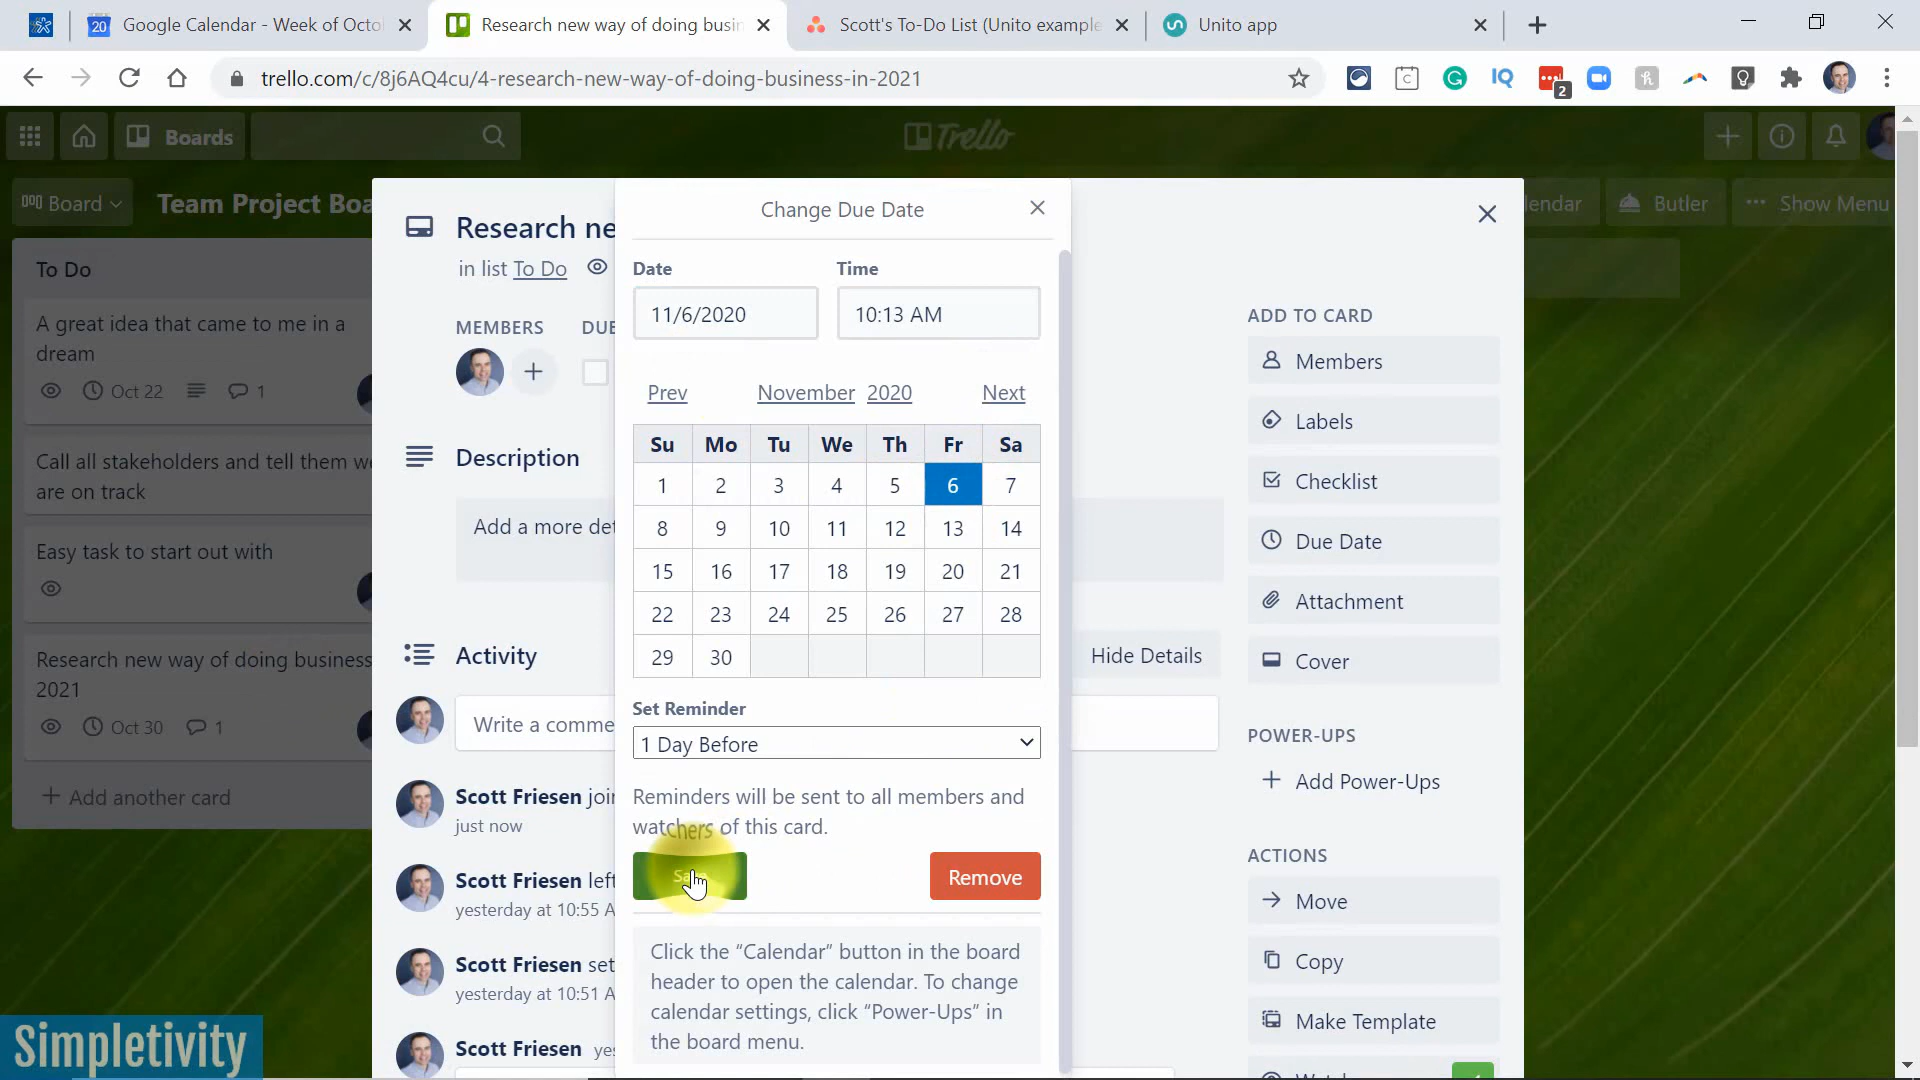 20 Google Calendar - Week of Octo
Research new way of doing busin
Scott's To-Do List (Unito example
Unito app
trello.com/c/8j6AQ4cu/4-research-new-way-of-doing-business-in-2021
2
Boards
Trello
Board
Team Project Boa
lendar
Butler
Show Menu
To Do
A great idea that came to me in a
dream
Oct 22
1
Call all stakeholders and tell them we
are on track
Easy task to start out with
Research new way of doing business
2021
Oct 30
1
Add another card
Research ne
in list To Do
MEMBERS
DUE
Description
Add a more det
Activity
Hide Details
Write a comme
Scott Friesen joi
just now
Scott Friesen left
yesterday at 10:55 A
Scott Friesen set
yesterday at 10:51 A
Scott Friesen yes
Change Due Date
Date
Time
11/6/2020
10:13 AM
Prev
November 2020
Next
Su Mo Tu We Th Fr Sa
1 2 3 4 5 6 7
8 9 10 11 12 13 14
15 16 17 18 19 20 21
22 23 24 25 26 27 28
29 30
Set Reminder
1 Day Before
Reminders will be sent to all members and
watchers of this card.
Remove
Click the “Calendar” button in the board
header to open the calendar. To change
calendar settings, click “Power-Ups” in
the board menu.
ADD TO CARD
Members
Labels
Checklist
Due Date
Attachment
Cover
POWER-UPS
Add Power-Ups
ACTIONS
Move
Copy
Make Template
Simpletivity